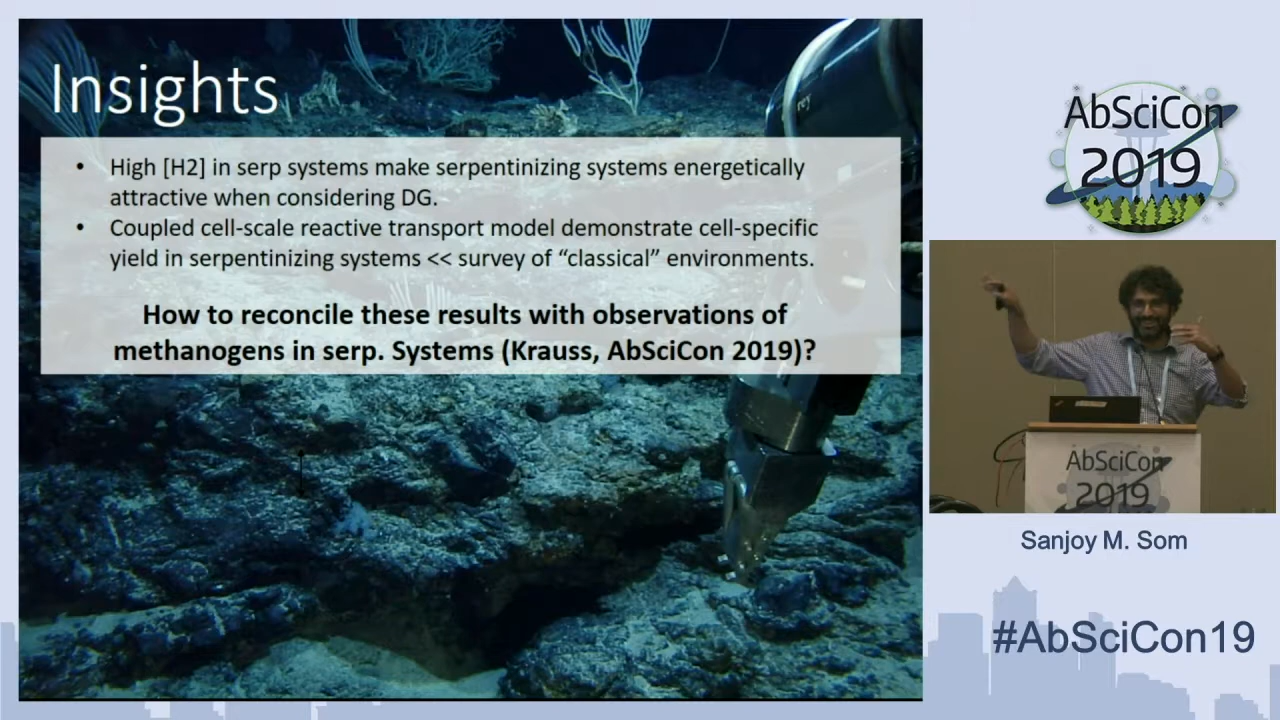 Insights
• High [H2] in serp systems make serpentinizing systems energetically
attractive when considering DG.
• Coupled cell-scale reactive transport model demonstrate cell-specific
yield in serpentinizing systems << survey of “classical” environments.
How to reconcile these results with observations of
methanogens in serp. Systems (Krauss, AbSciCon 2019)?
AbSciCon
2019
AbSciCon
2019
Sanjoy M. Som
#AbSciCon19